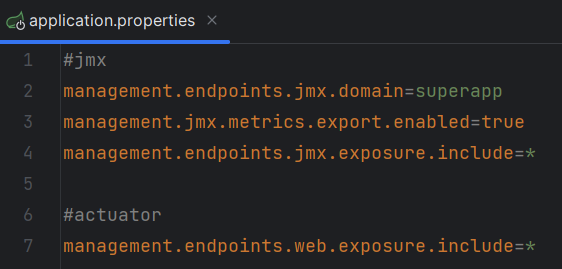 application.properties
1 #jmx
2 management.endpoints.jmx.domain=superapp
3 management.jmx.metrics.export.enabled=true
4 management.endpoints.jmx.exposure.include=*
5
6 #actuator
7 management.endpoints.web.exposure.include=*